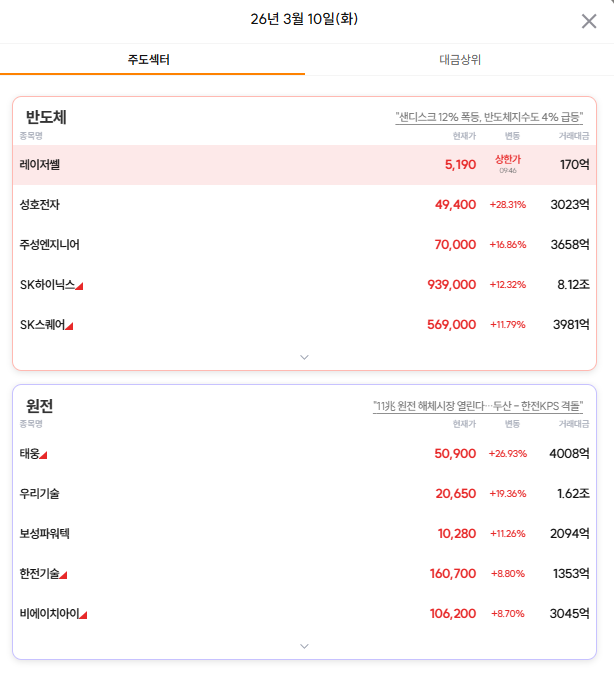 26년 3월 10일(화)
주도섹터 대금상위
반도체 "샌디스크 12% 폭등, 반도체지수도 4% 급등"
종목명 현재가 변동 거래대금
레이저쎌 5,190 상한가 09:46 170억
성호전자 49,400 +28.31% 3023억
주성엔지니어 70,000 +16.86% 3658억
SK하이닉스 939,000 +12.32% 8.12조
SK스퀘어 569,000 +11.79% 3981억
원전 "11兆 원전 해체시장 열린다…두산 - 한전KPS 격돌"
종목명 현재가 변동 거래대금
태웅 50,900 +26.93% 4008억
우리기술 20,650 +19.36% 1.62조
보성파워텍 10,280 +11.26% 2094억
한전기술 160,700 +8.80% 1353억
비에이치아이 106,200 +8.70% 3045억